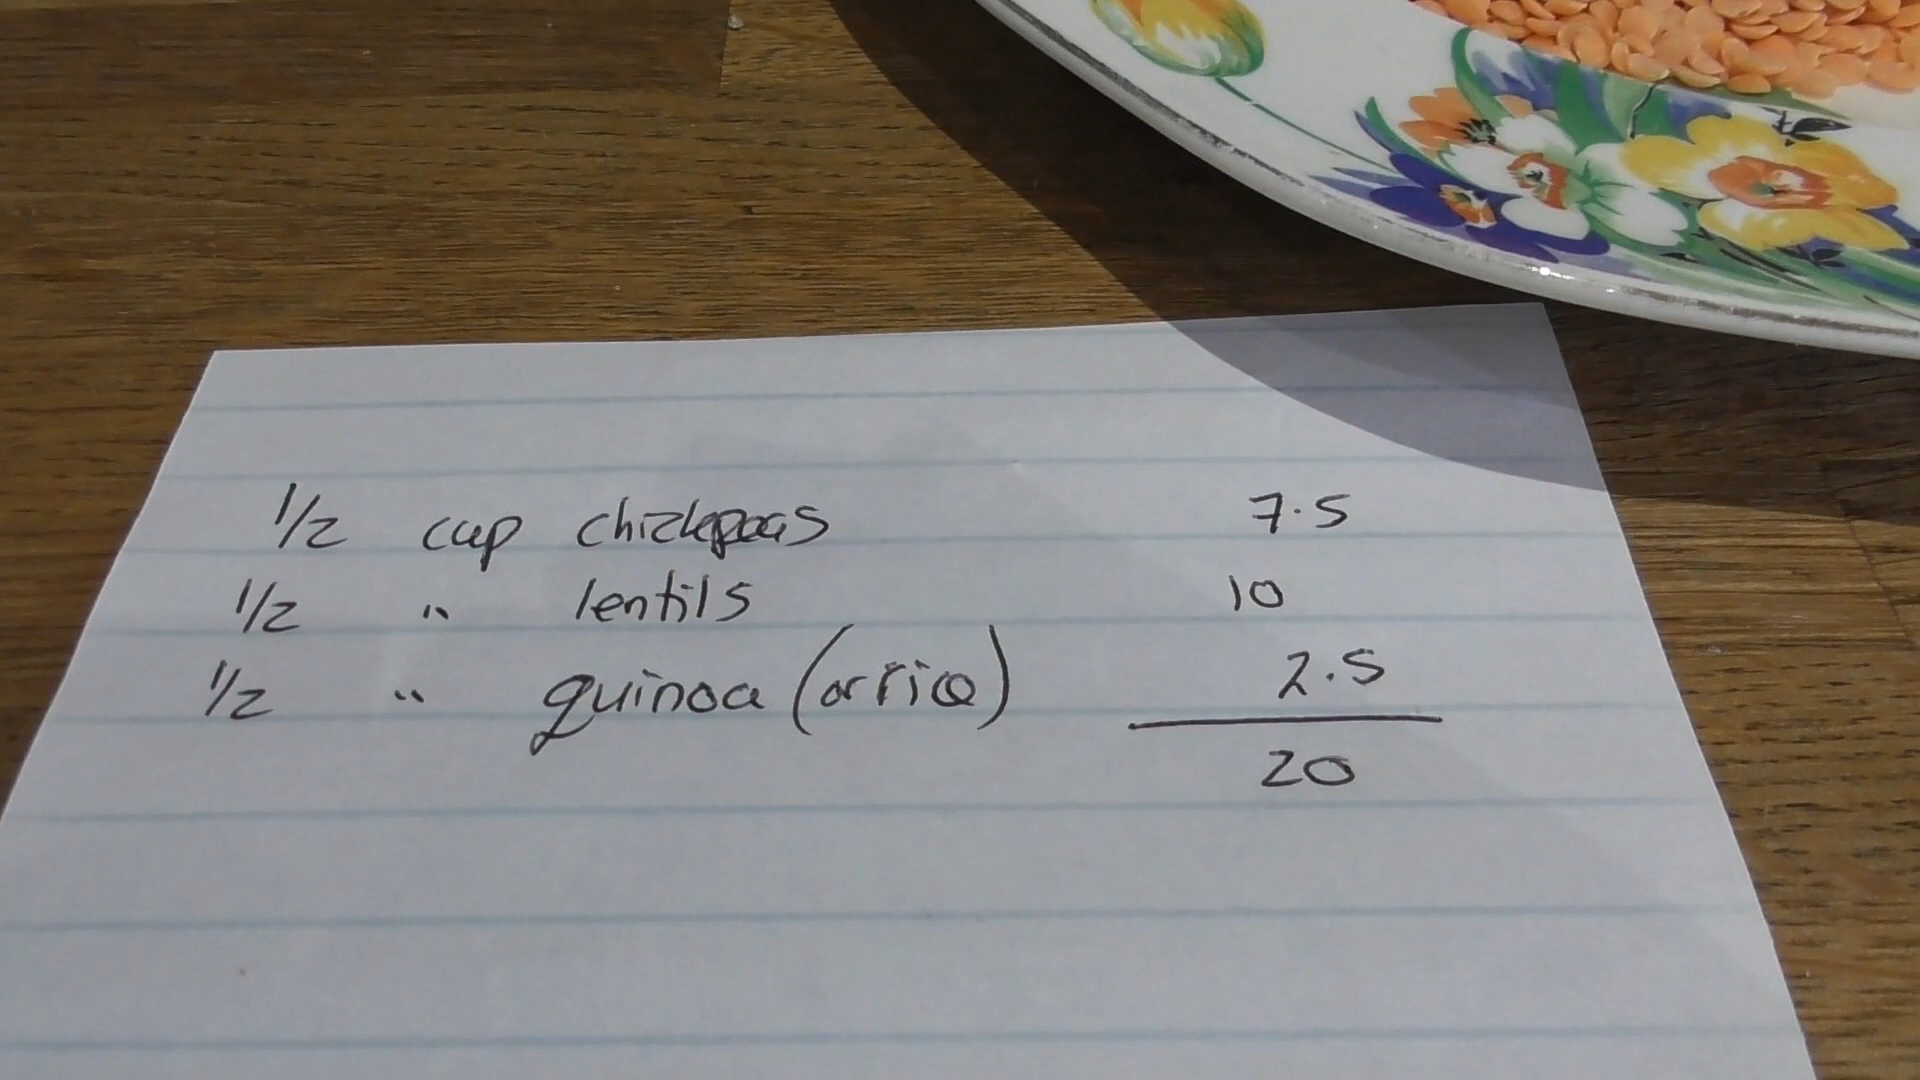 1/2 cup chickpeas 7.5
1/2 " lentils 10
1/2 " quinoa (or rice) 2.5
20